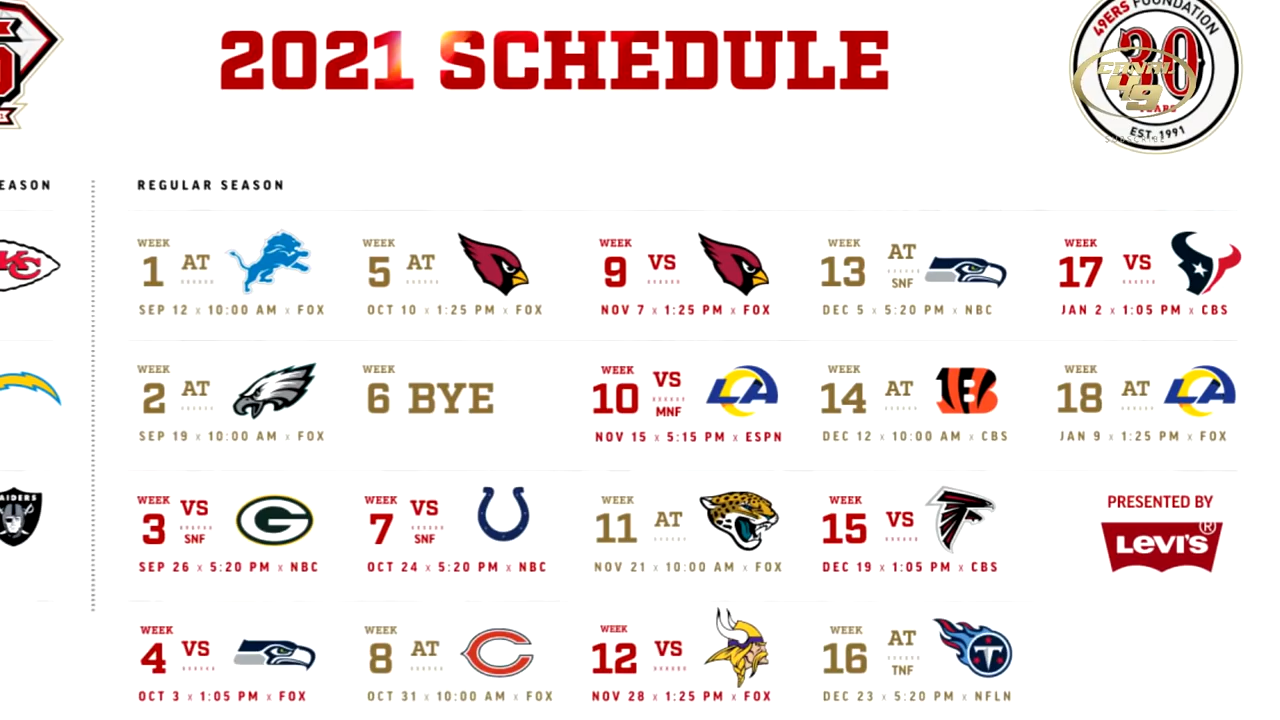 2021 SCHEDULE
49ERS FOUNDATION
30
YEARS
EST. 1991
49
SUBSCRIBE
EASON
REGULAR SEASON
KC
RAIDERS
WEEK
1 AT
SEP 12 x 10:00 AM x FOX
WEEK
2 AT
SEP 19 x 10:00 AM x FOX
WEEK
3 VS
SNF
G
SEP 26 x 5:20 PM x NBC
WEEK
4 VS
OCT 3 x 1:05 PM x FOX
WEEK
5 AT
OCT 10 x 1:25 PM x FOX
WEEK
6 BYE
WEEK
7 VS
SNF
OCT 24 x 5:20 PM x NBC
WEEK
8 AT
C
OCT 31 x 10:00 AM x FOX
WEEK
9 VS
NOV 7 x 1:25 PM x FOX
WEEK
10 VS
MNF
LA
NOV 15 x 5:15 PM x ESPN
WEEK
11 AT
NOV 21 x 10:00 AM x FOX
WEEK
12 VS
NOV 28 x 1:25 PM x FOX
WEEK
13 AT
SNF
DEC 5 x 5:20 PM x NBC
WEEK
14 AT
B
DEC 12 x 10:00 AM x CBS
WEEK
15 VS
DEC 19 x 1:05 PM x CBS
WEEK
16 AT
TNF
T
DEC 23 x 5:20 PM x NFLN
WEEK
17 VS
JAN 2 x 1:05 PM x CBS
WEEK
18 AT
LA
JAN 9 x 1:25 PM x FOX
PRESENTED BY
LEVI'S®